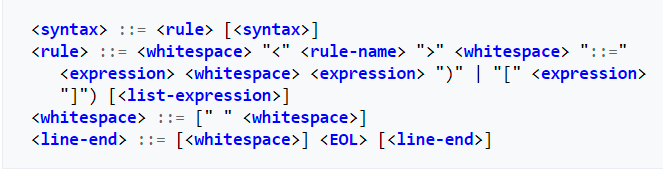 <syntax> ::= <rule> [<syntax>]
<rule> ::= <whitespace> "<" <rule-name> ">" <whitespace> "::="
<expression> <whitespace> <expression> ")" | "[" <expression>
"]") [<list-expression>]
<whitespace> ::= [" " <whitespace>]
<line-end> ::= [<whitespace>] <EOL> [<line-end>]